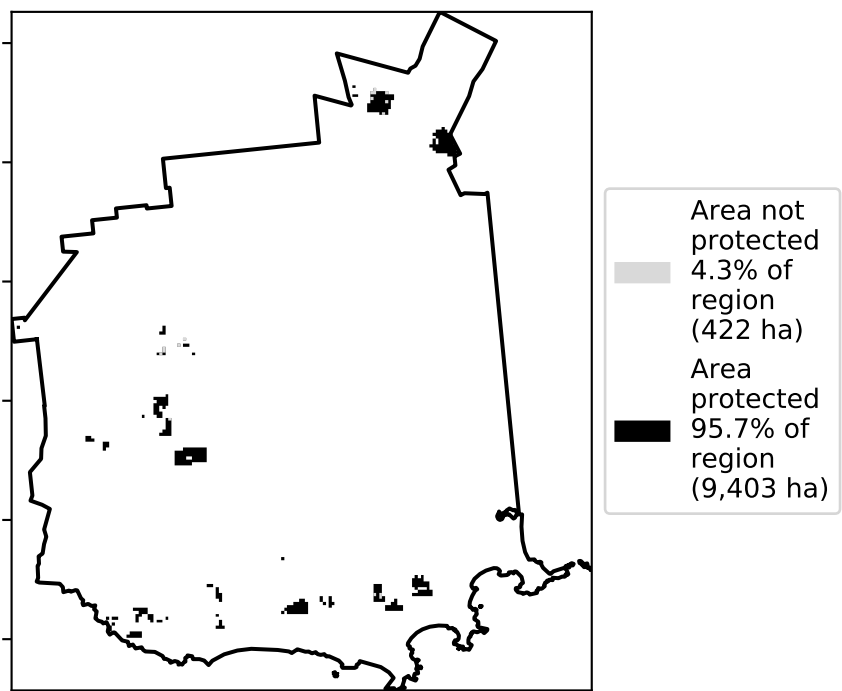 Area not
protected
4.3% of
region
(422 ha)
Area
protected
95.7% of
region
(9,403 ha)